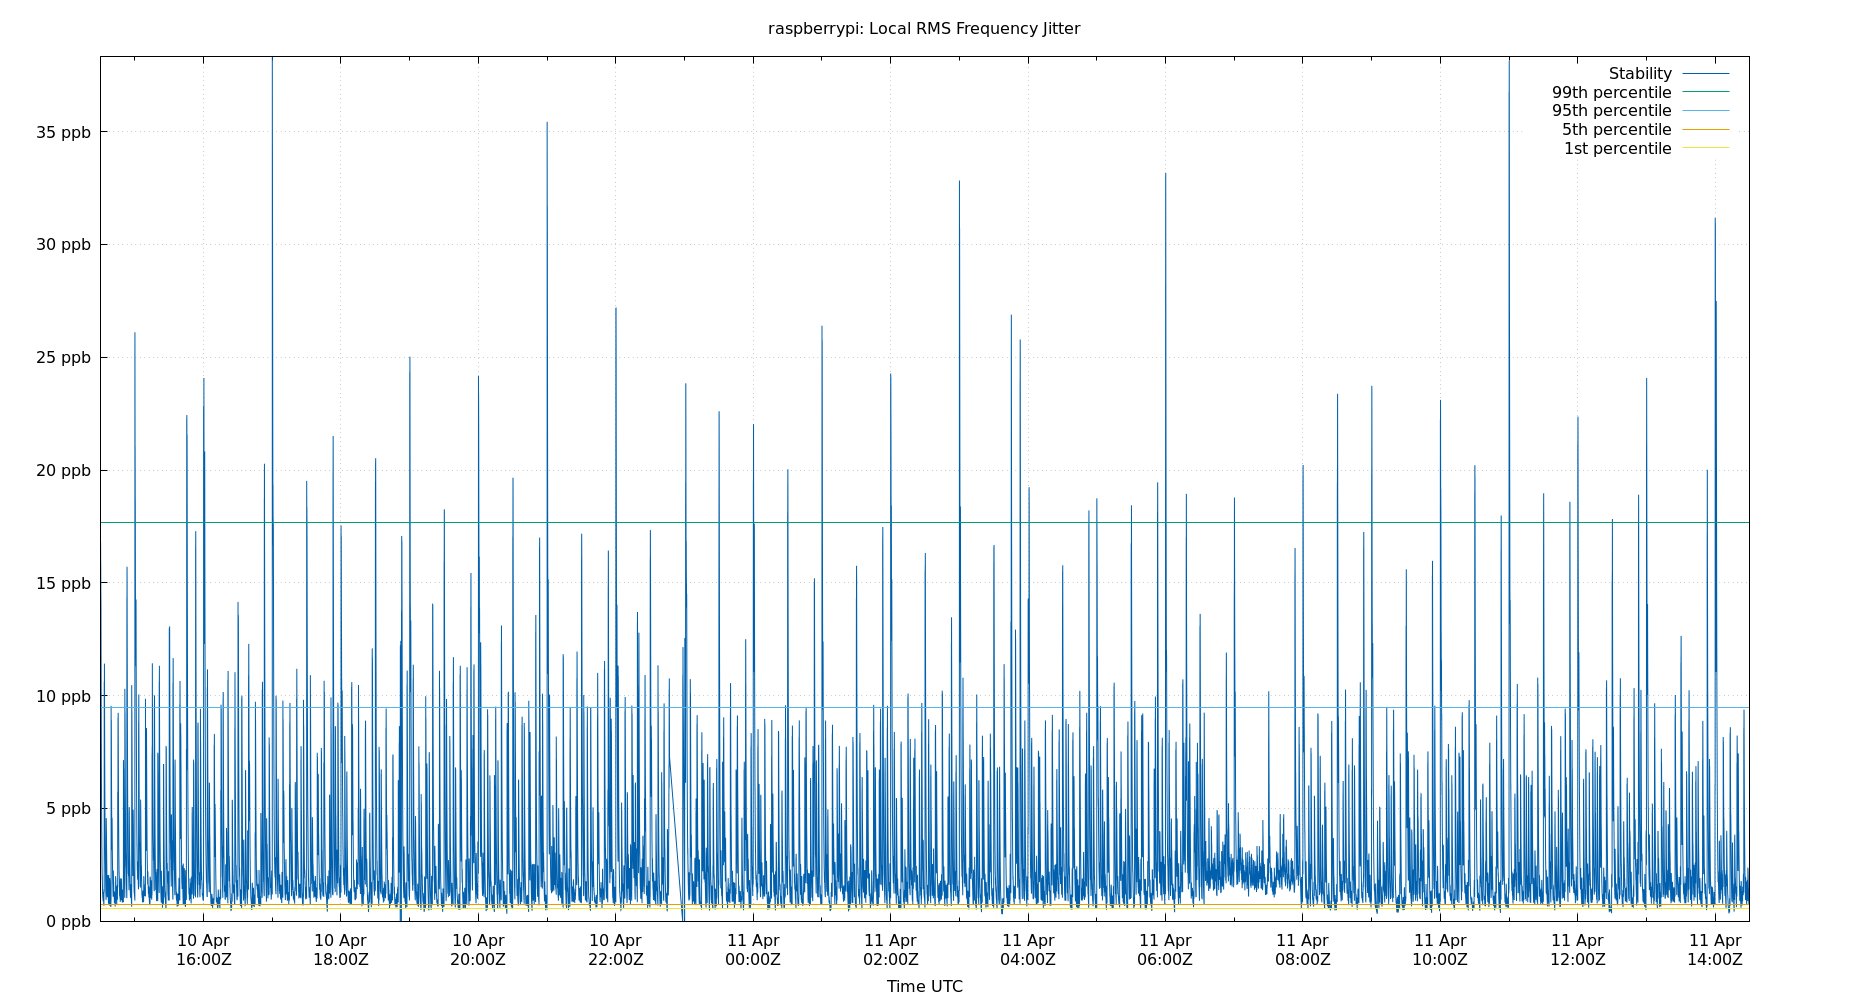 raspberrypi: Local RMS Frequency Jitter
Stability
99th percentile
95th percentile
5th percentile
1st percentile
35 ppb
30 ppb
25 ppb
20 ppb
15 ppb
10 ppb
5 ppb
0 ppb
10 Apr 10 Apr 10 Apr 10 Apr 11 Apr 11 Apr 11 Apr 11 Apr 11 Apr 11 Apr 11 Apr 11 Apr
16:00Z 18:00Z 20:00Z 22:00Z 00:00Z 02:00Z 04:00Z 06:00Z 08:00Z 10:00Z 12:00Z 14:00Z
Time UTC